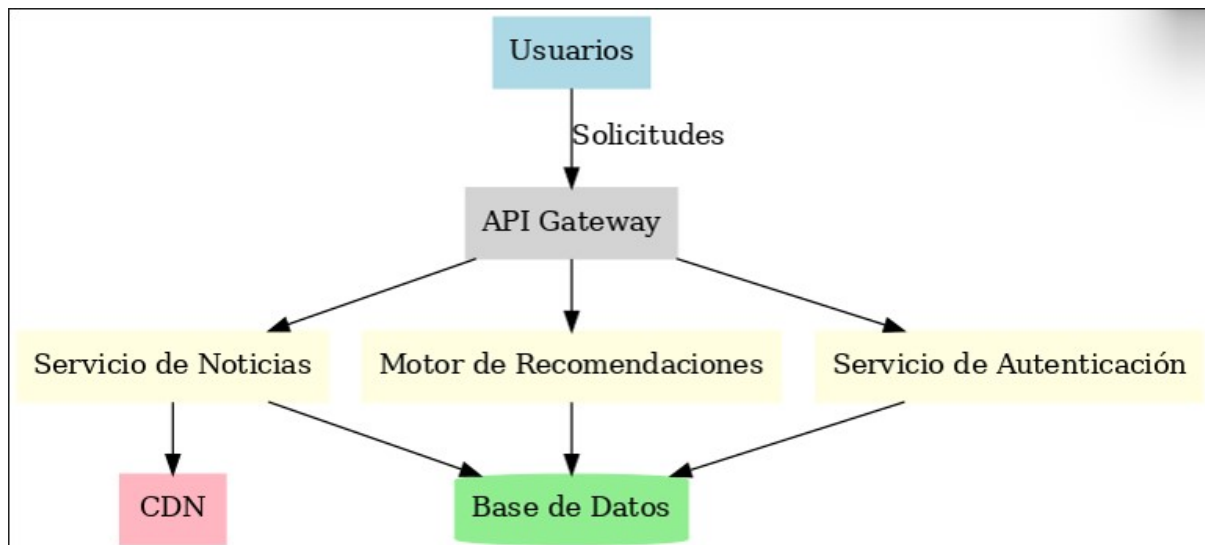 Usuarios
Solicitudes
API Gateway
Servicio de Noticias
Motor de Recomendaciones
Servicio de Autenticación
CDN
Base de Datos